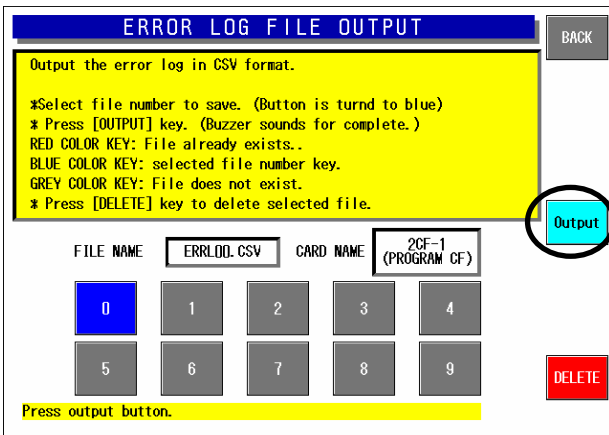 ERROR LOG FILE OUTPUT
BACK
Output the error log in CSV format.
*Select file number to save. (Button is turnd to blue)
* Press [OUTPUT] key. (Buzzer sounds for complete.)
RED COLOR KEY: File already exists..
BLUE COLOR KEY: selected file number key.
GREY COLOR KEY: File does not exist.
* Press [DELETE] key to delete selected file.
Output
FILE NAME ERRL00.CSV CARD NAME 2CF-1
(PROGRAM CF)
0 1 2 3 4
5 6 7 8 9
DELETE
Press output button.